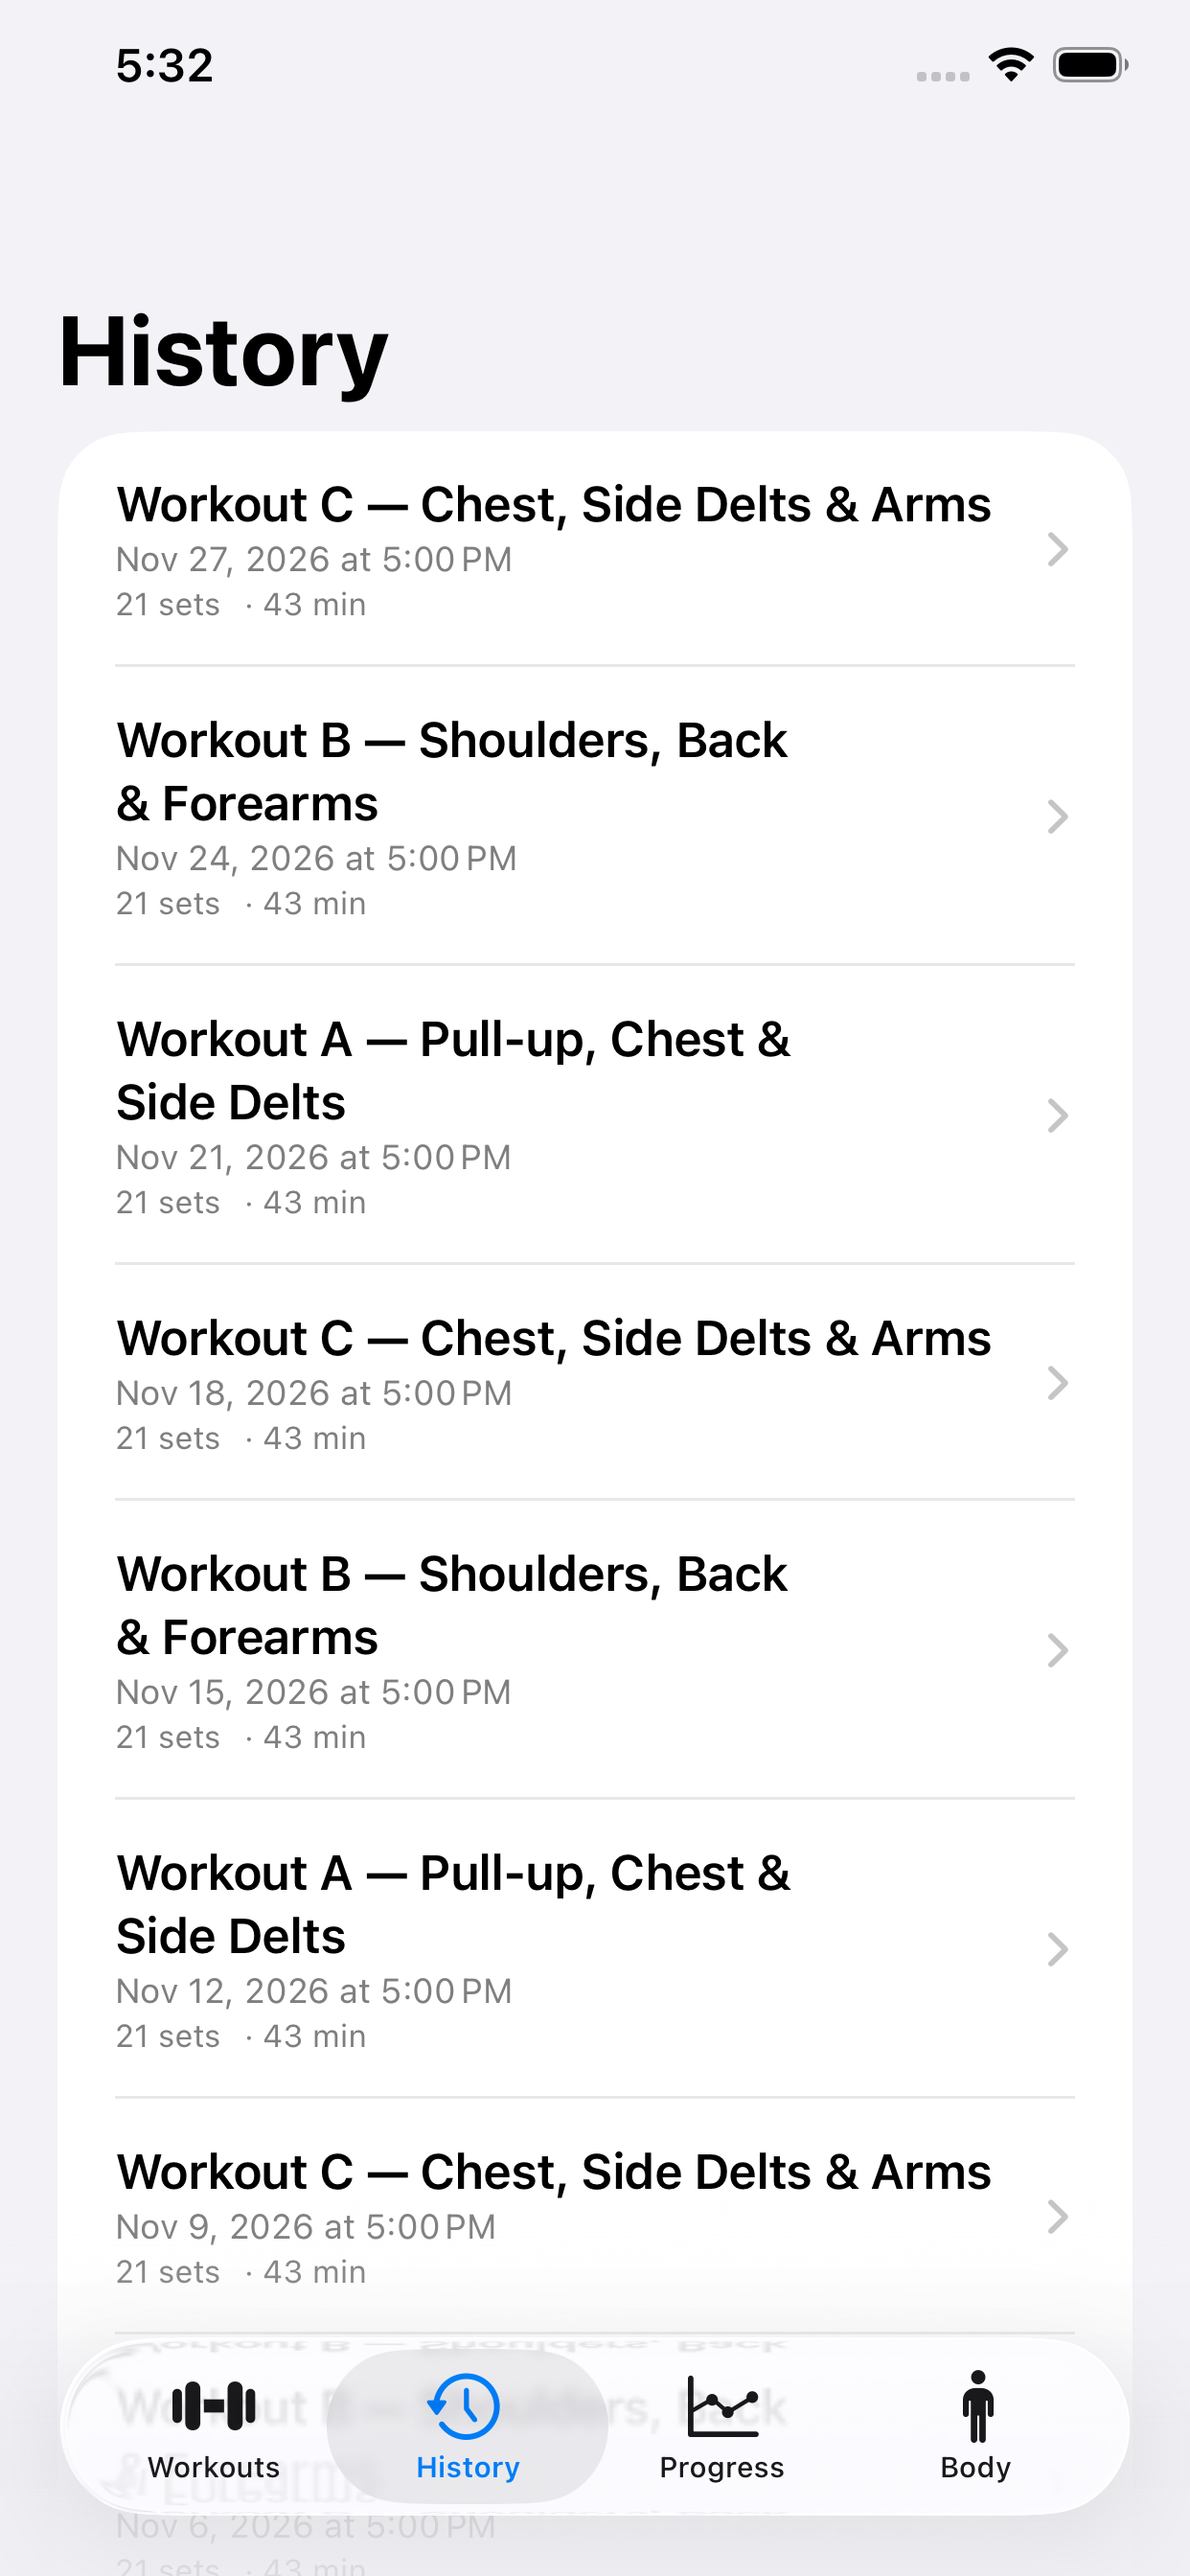 5:32
History
Workout C — Chest, Side Delts & Arms
Nov 27, 2026 at 5:00 PM
21 sets · 43 min
Workout B — Shoulders, Back
& Forearms
Nov 24, 2026 at 5:00 PM
21 sets · 43 min
Workout A — Pull-up, Chest &
Side Delts
Nov 21, 2026 at 5:00 PM
21 sets · 43 min
Workout C — Chest, Side Delts & Arms
Nov 18, 2026 at 5:00 PM
21 sets · 43 min
Workout B — Shoulders, Back
& Forearms
Nov 15, 2026 at 5:00 PM
21 sets · 43 min
Workout A — Pull-up, Chest &
Side Delts
Nov 12, 2026 at 5:00 PM
21 sets · 43 min
Workout C — Chest, Side Delts & Arms
Nov 9, 2026 at 5:00 PM
21 sets · 43 min
Workouts History Progress Body
Nov 6, 2026 at 5:00 PM
21 sets · 43 min